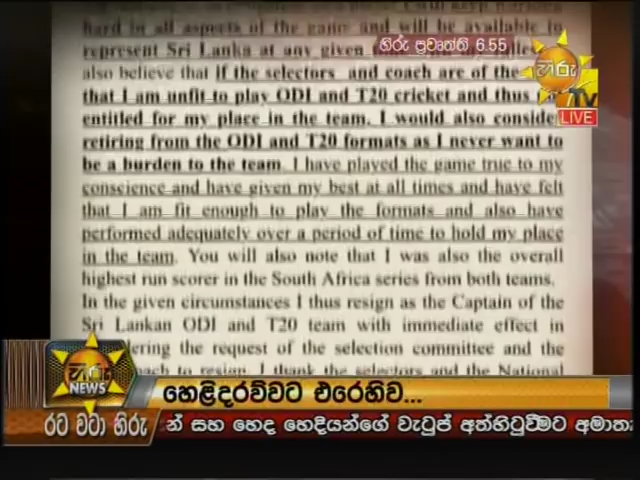 hard in all aspects of the game and will be available to
represent Sri Lanka at any given
හිරු ප්‍රවෘත්ති 6.55
also believe that if the selectors and coach are of the
හිරු
TV
LIVE
that I am unfit to play ODI and T20 cricket and thus
entitled for my place in the team, I would also conside
retiring from the ODI and T20 formats as I never want to
be a burden to the team. I have played the game true to my
conscience and have given my best at all times and have felt
that I am fit enough to play the formats and also have
performed adequately over a period of time to hold my place
in the team. You will also note that I was also the overall
highest run scorer in the South Africa series from both teams.
In the given circumstances I thus resign as the Captain of the
Sri Lankan ODI and T20 team with immediate effect in
ering the request of the selection committee and the
ach to resign. I thank the selectors and the National
හිරු
NEWS
හෙළිදරව්වට එරෙහිව...
රට වටා හිරු
න් සහ හෙද හෙදියන්ගේ වැටුප් අත්හිටුවීමට අමාත